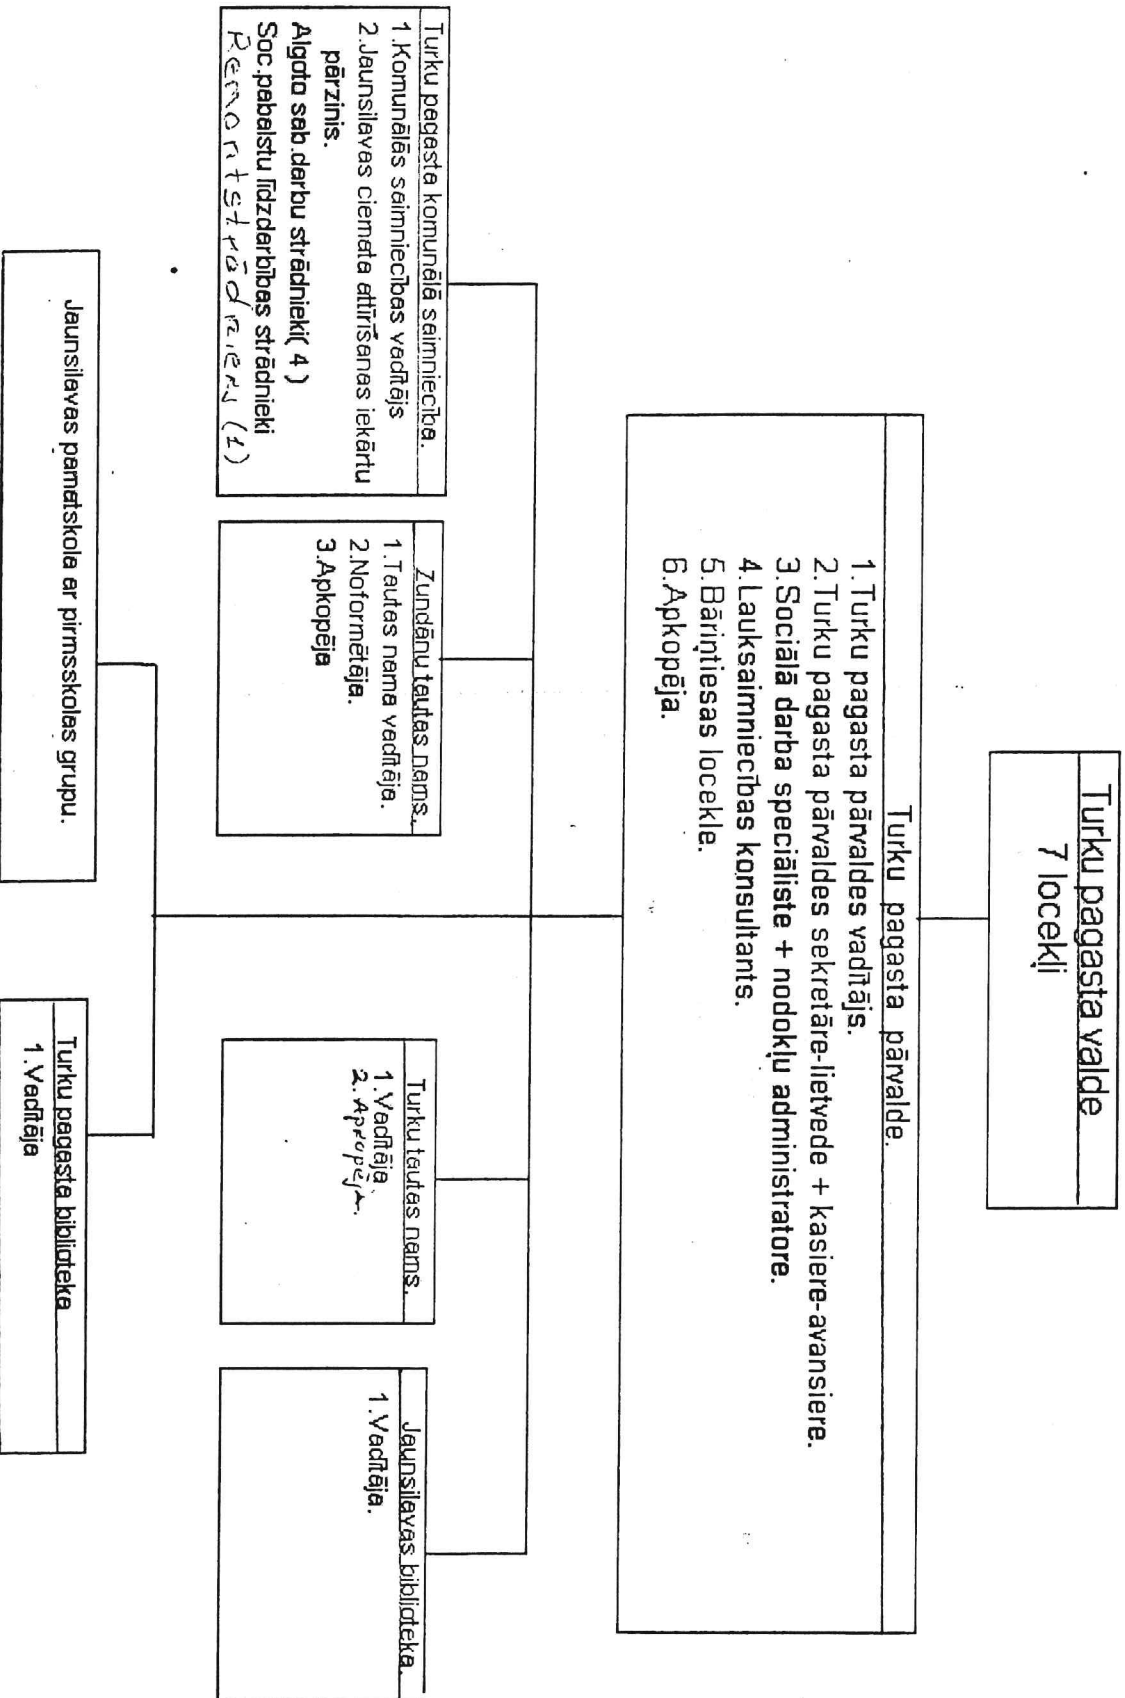 Turku pagasta valde
7 locekļi
Turku pagasta pārvalde.
1.Turku pagasta pārvaldes vadītājs.
2.Turku pagasta pārvaldes sekretāre-lietvede + kasiere-avansiere.
3.Sociālā darba speciāliste + nodokļu administratore.
4.Lauksaimniecības konsultants.
5.Bāriņtiesas locekle.
6.Apkopēja.
Turku pagasta komunālā saimniecība.
1.Komunālās saimniecības vadītājs
2.Jaunsilavas ciemata attīrīšanas iekārtu
pārzinis.
Algoto sab.darbu strādnieki( 4 )
Soc.pabalstu līdzdarbības strādnieki
Remontstrādnieks (1)
Zundānu tautas nams.
1.Tautas nama vadītāja.
2.Noformētāja.
3.Apkopēja
Turku tautas nams.
1.Vadītāja
2. Apkopēja.
Jaunsilavas biblioteka.
1.Vadītāja.
Jaunsilavas pamatskola ar pirmsskolas grupu.
Turku pagasta biblioteka
1.Vadītāja